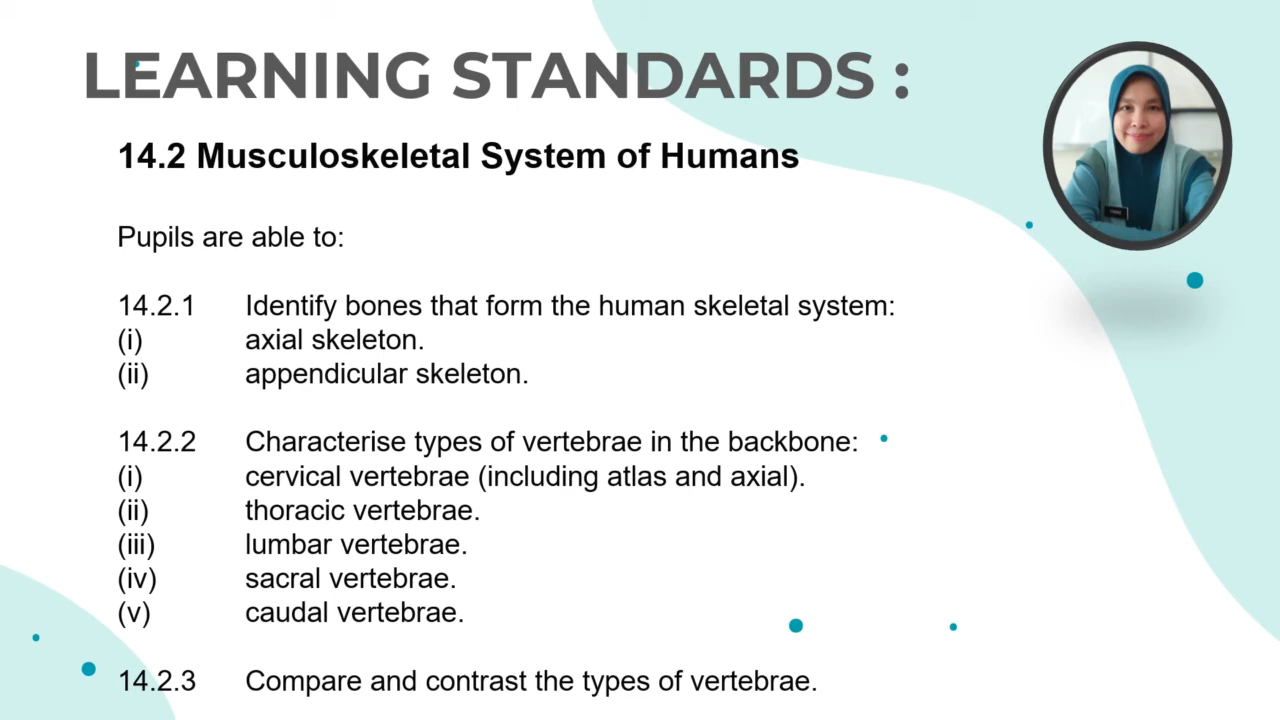 LEARNING STANDARDS :
14.2 Musculoskeletal System of Humans
Pupils are able to:
14.2.1 Identify bones that form the human skeletal system:
(i) axial skeleton.
(ii) appendicular skeleton.
14.2.2 Characterise types of vertebrae in the backbone:
(i) cervical vertebrae (including atlas and axial).
(ii) thoracic vertebrae.
(iii) lumbar vertebrae.
(iv) sacral vertebrae.
(v) caudal vertebrae.
14.2.3 Compare and contrast the types of vertebrae.